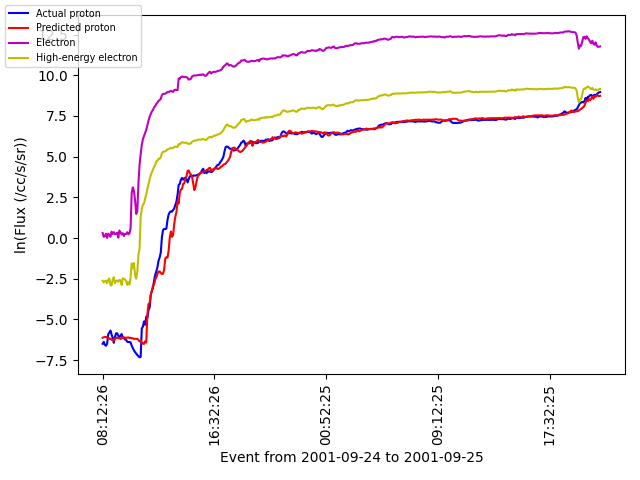 Actual proton
Predicted proton
Electron
High-energy electron
12.5
10.0
7.5
5.0
2.5
0.0
−2.5
−5.0
−7.5
ln(Flux (/cc/s/sr))
08:12:26
16:32:26
00:52:25
09:12:25
17:32:25
Event from 2001-09-24 to 2001-09-25